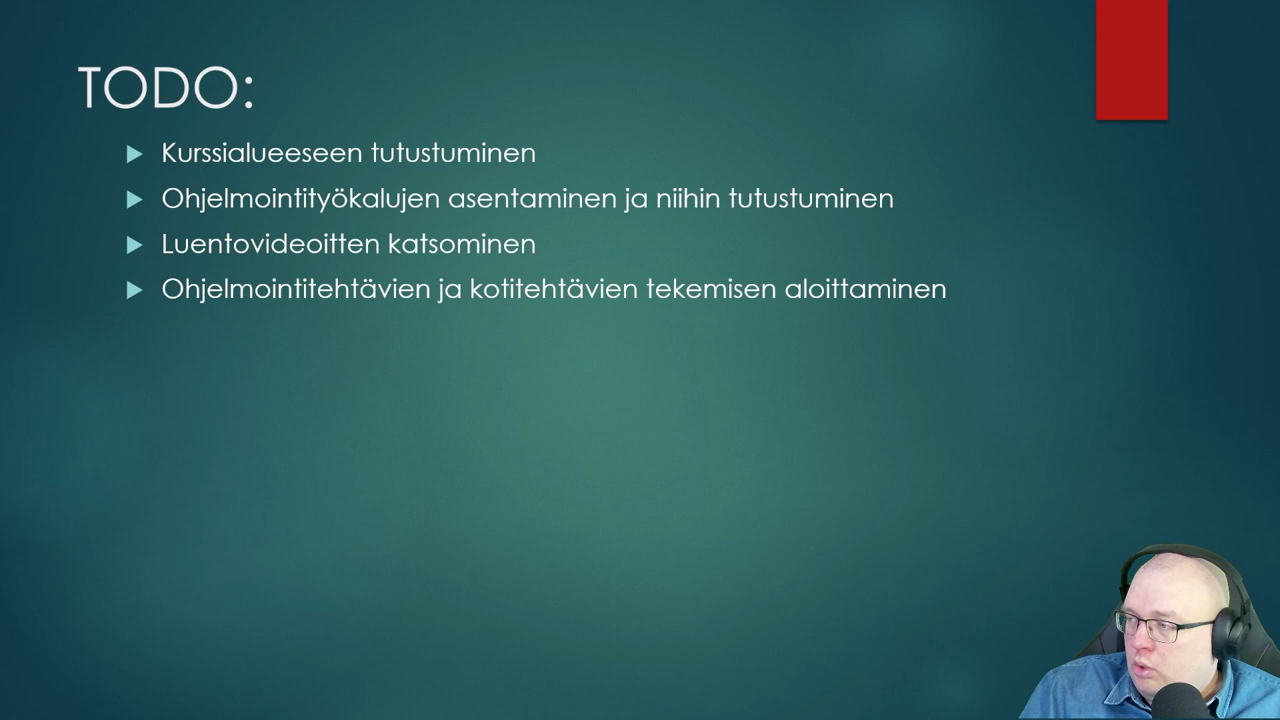 TODO:
Kurssialueeseen tutustuminen
Ohjelmointityökalujen asentaminen ja niihin tutustuminen
Luentovideoitten katsominen
Ohjelmointitehtävien ja kotitehtävien tekemisen aloittaminen